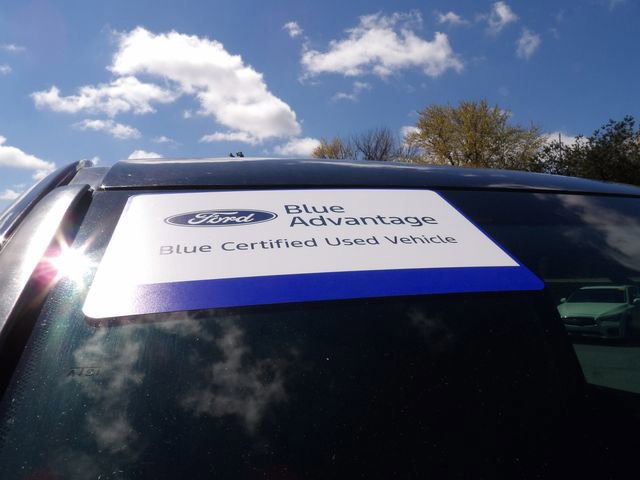 Ford
Blue
Advantage
Blue Certified Used Vehicle